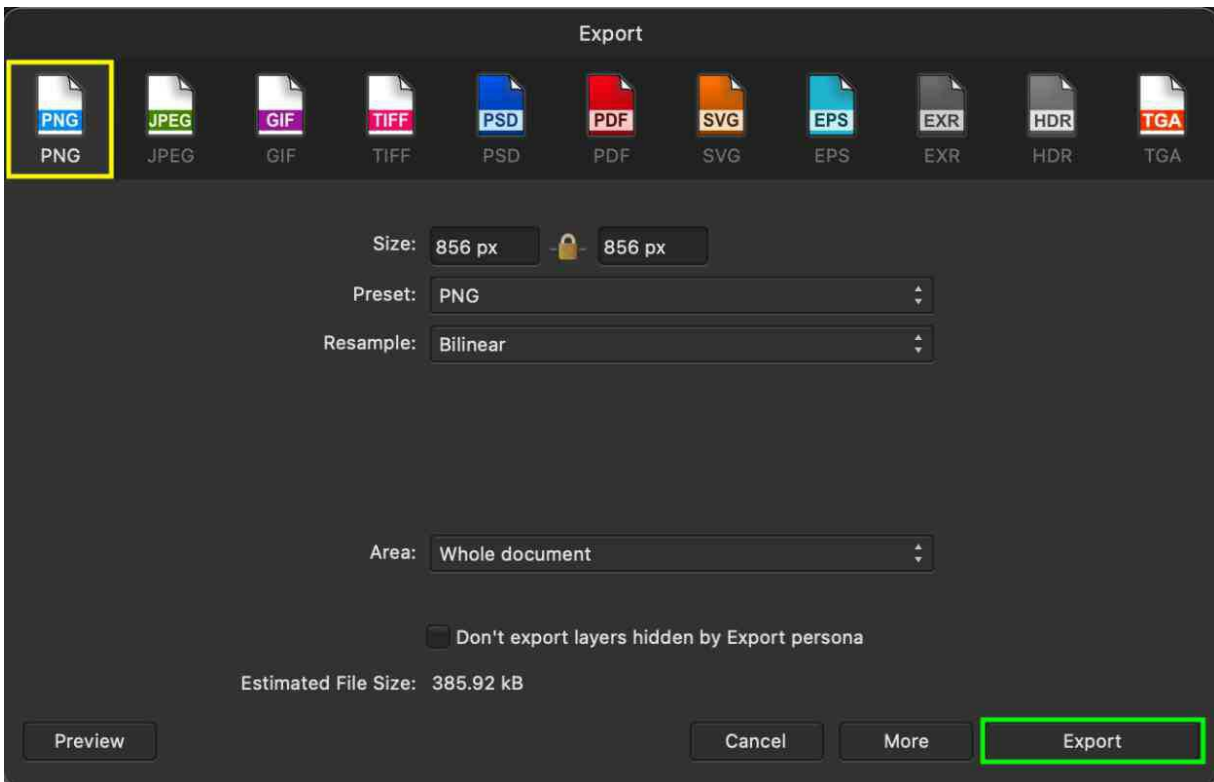 Export
PNG JPEG GIF TIFF PSD PDF SVG EPS EXR HDR TGA
PNG JPEG GIF TIFF PSD PDF SVG EPS EXR HDR TGA
Size: 856 px 856 px
Preset: PNG
Resample: Bilinear
Area: Whole document
Don't export layers hidden by Export persona
Estimated File Size: 385.92 kB
Preview Cancel More Export